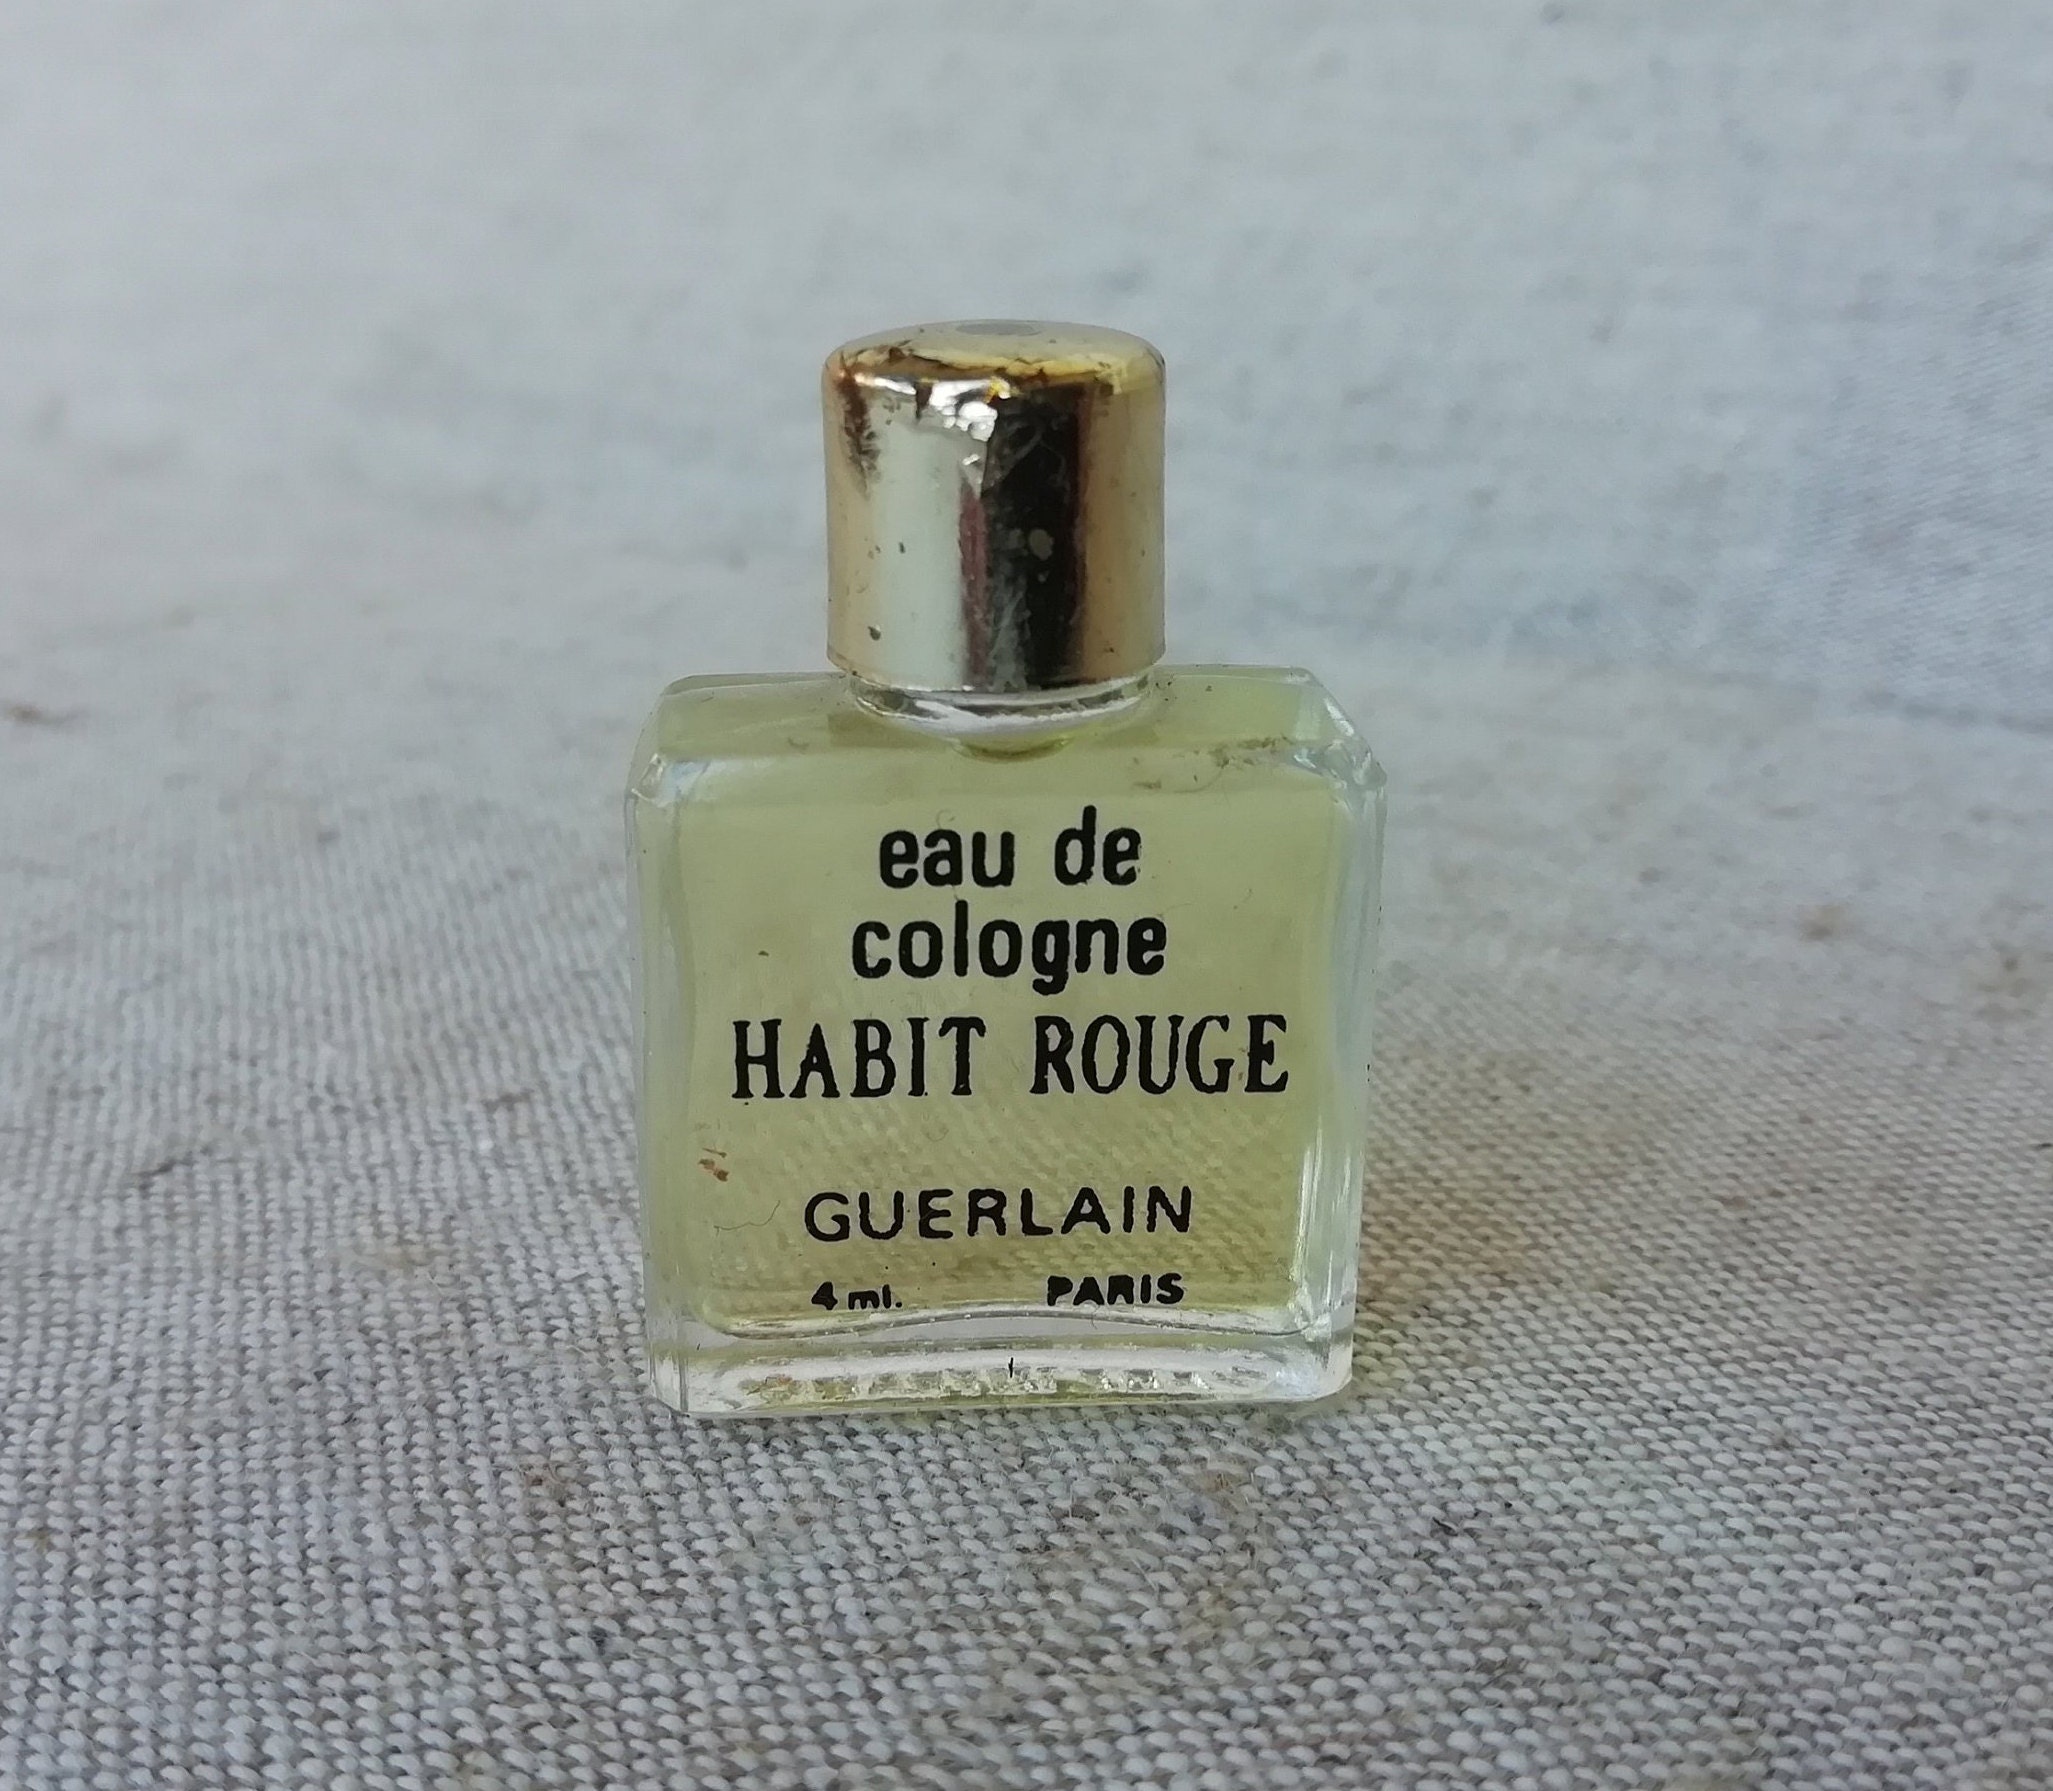 eau de
cologne
HABIT ROUGE
GUERLAIN
4 ml. PARIS